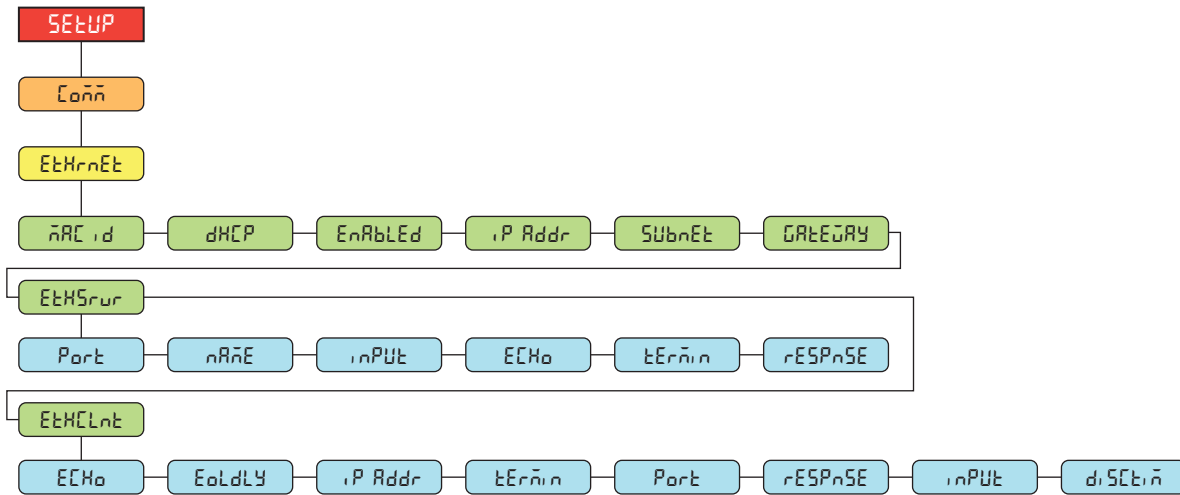 SEtUP
Comm
EtHrnEt
mAC id
dHCP
EnAbLEd
iP Addr
SUbnEt
GAtEWAY
EtHSrvr
Port
nAmE
inPUt
ECHo
tErmin
rESPnSE
EtHCLnt
ECHo
EoLdLY
iP Addr
tErmin
Port
rESPnSE
inPUt
diSCtim